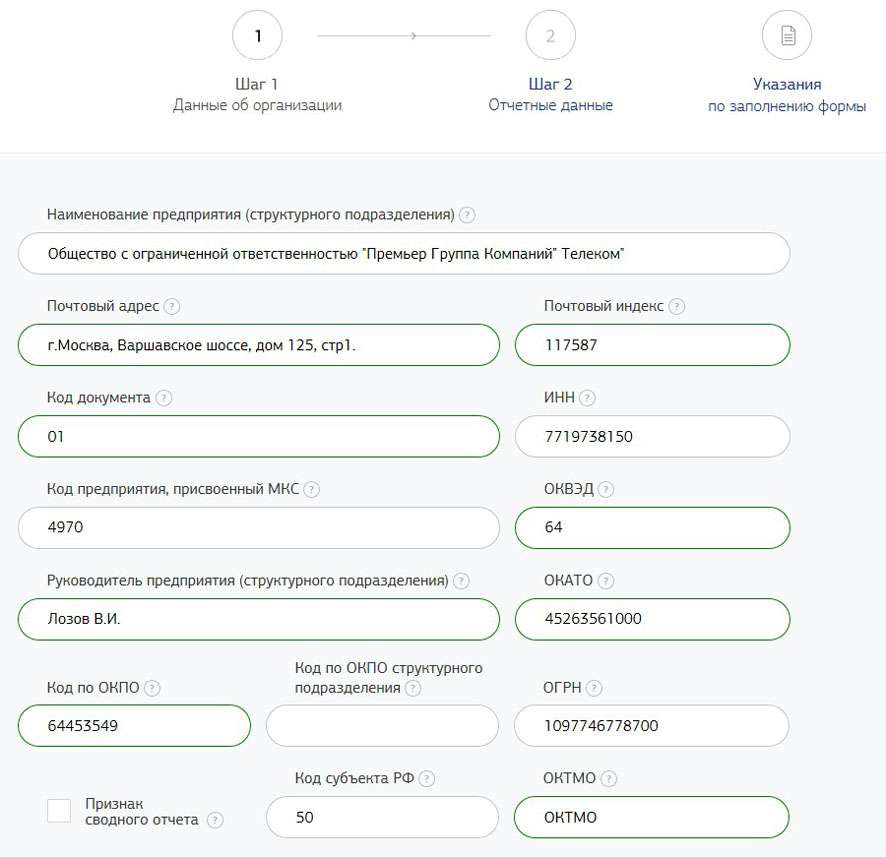 1
2
Шаг 1
Данные об организации
Шаг 2
Отчетные данные
Указания
по заполнению формы
Наименование предприятия (структурного подразделения) ?
Общество с ограниченной ответственностью "Премьер Группа Компаний" Телеком"
Почтовый адрес ?
Почтовый индекс ?
г.Москва, Варшавское шоссе, дом 125, стр1.
117587
Код документа ?
ИНН ?
01
7719738150
Код предприятия, присвоенный МКС ?
ОКВЭД ?
4970
64
Руководитель предприятия (структурного подразделения) ?
ОКАТО ?
Лозов В.И.
45263561000
Код по ОКПО ?
Код по ОКПО структурного
подразделения ?
ОГРН ?
64453549
1097746778700
Признак
сводного отчета ?
Код субъекта РФ ?
ОКТМО ?
50
ОКТМО